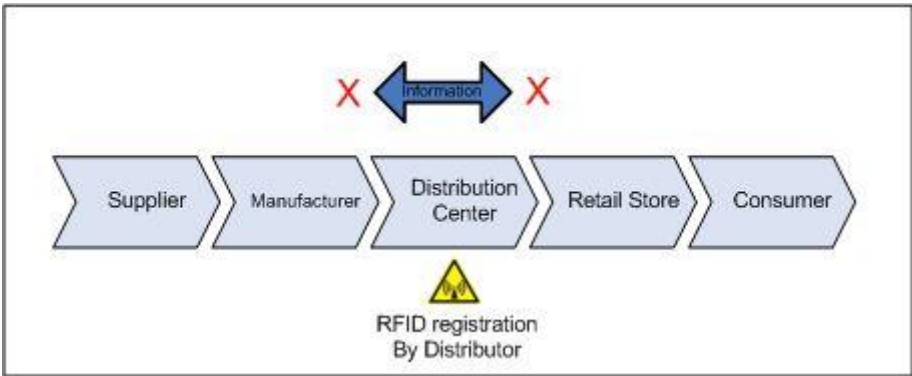 X Information X
Supplier
Manufacturer
Distribution
Center
Retail Store
Consumer
RFID registration
By Distributor